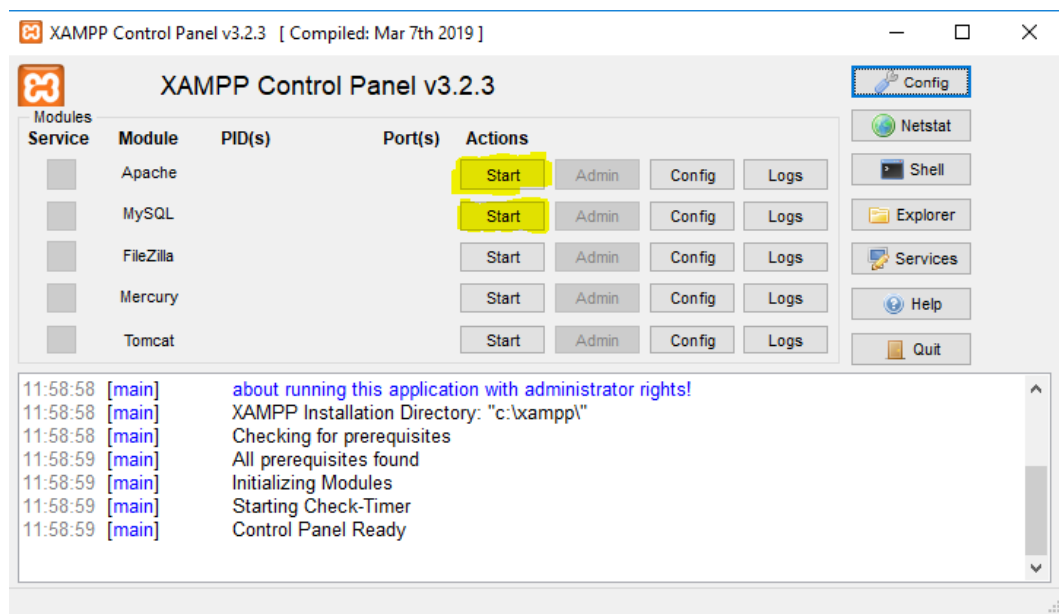 XAMPP Control Panel v3.2.3 [ Compiled: Mar 7th 2019 ]
XAMPP Control Panel v3.2.3
Config
Modules
Service Module PID(s) Port(s) Actions
Netstat
Apache Start Admin Config Logs
Shell
MySQL Start Admin Config Logs
Explorer
FileZilla Start Admin Config Logs
Services
Mercury Start Admin Config Logs
Help
Tomcat Start Admin Config Logs
Quit
11:58:58 [main] about running this application with administrator rights!
11:58:58 [main] XAMPP Installation Directory: "c:\xampp\"
11:58:58 [main] Checking for prerequisites
11:58:59 [main] All prerequisites found
11:58:59 [main] Initializing Modules
11:58:59 [main] Starting Check-Timer
11:58:59 [main] Control Panel Ready